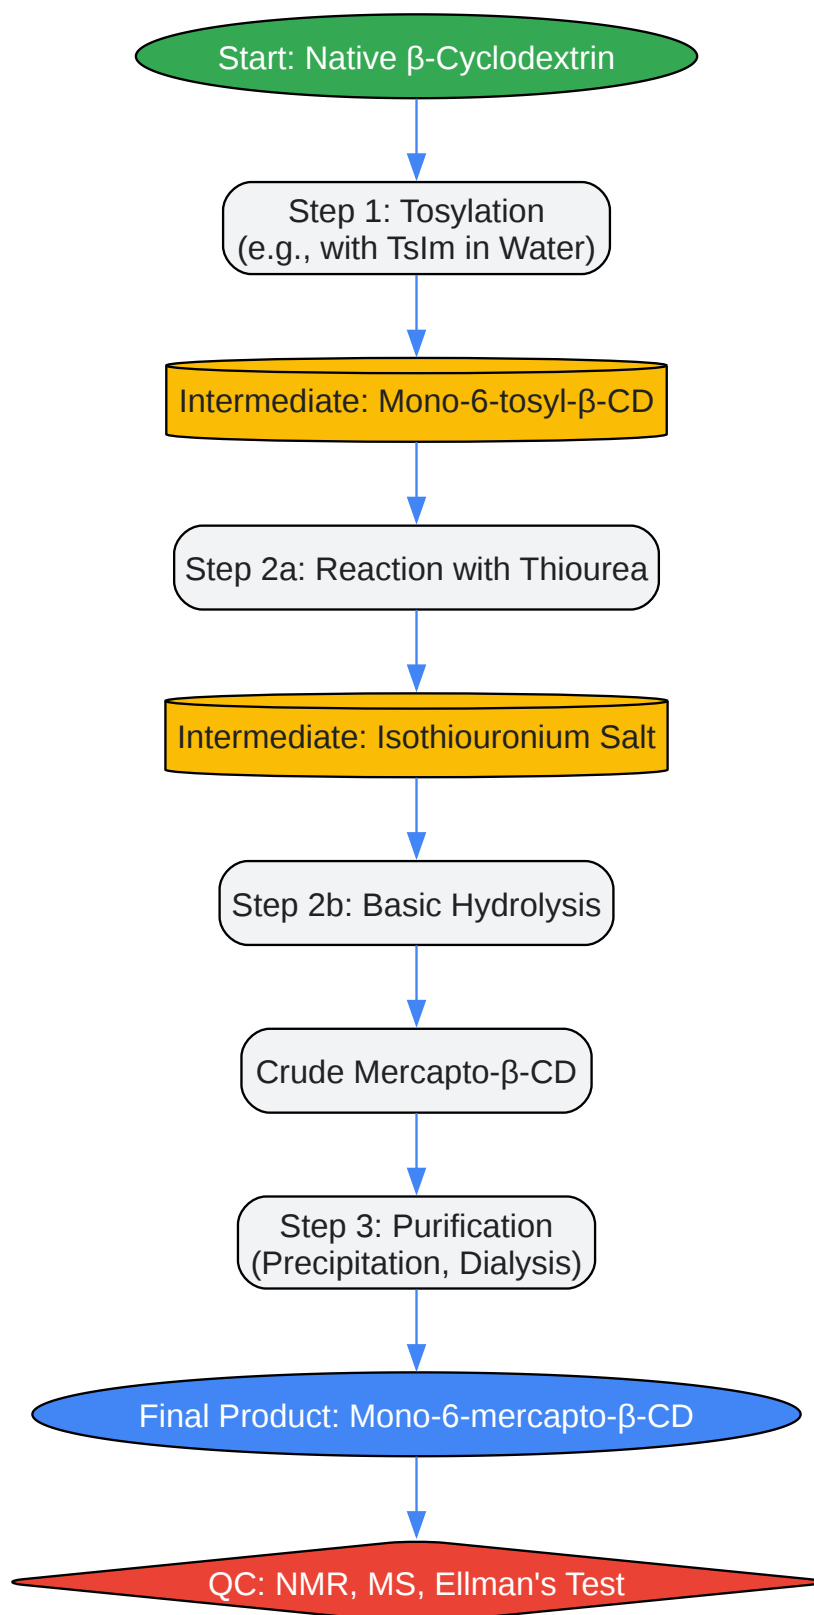 Start: Native β-Cyclodextrin
Step 1: Tosylation
(e.g., with TsIm in Water)
Intermediate: Mono-6-tosyl-β-CD
Step 2a: Reaction with Thiourea
Intermediate: Isothiouronium Salt
Step 2b: Basic Hydrolysis
Crude Mercapto-β-CD
Step 3: Purification
(Precipitation, Dialysis)
Final Product: Mono-6-mercapto-β-CD
QC: NMR, MS, Ellman's Test